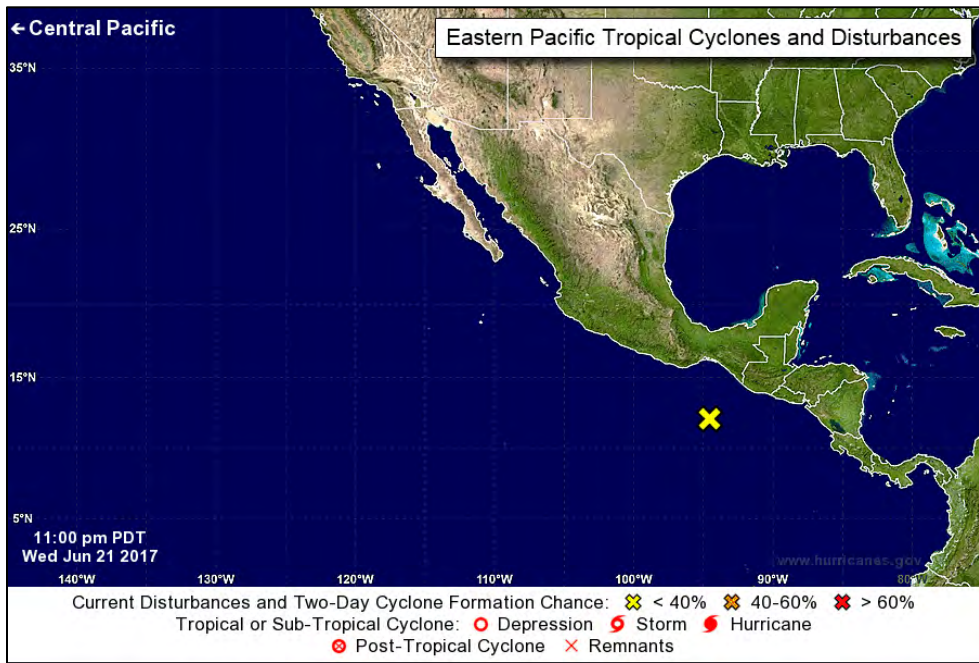 ← Central Pacific
Eastern Pacific Tropical Cyclones and Disturbances
35°N
25°N
15°N
5°N
11:00 pm PDT
Wed Jun 21 2017
www.hurricanes.gov
140°W 130°W 120°W 110°W 100°W 90°W 80°W
Current Disturbances and Two-Day Cyclone Formation Chance: < 40% 40-60% > 60%
Tropical or Sub-Tropical Cyclone: Depression Storm Hurricane
Post-Tropical Cyclone Remnants